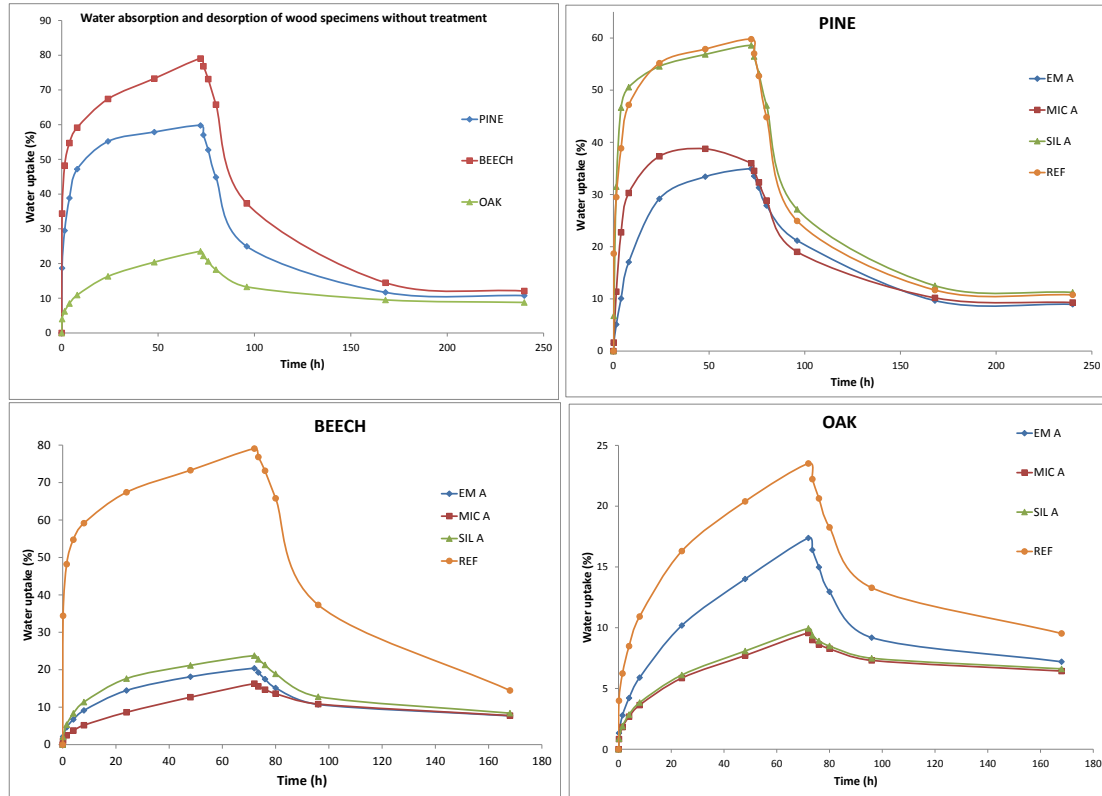 Water absorption and desorption of wood specimens without treatment
90
80
70
60
50
40
30
20
10
0
Water uptake (%)
0 50 100 150 200 250
Time (h)
PINE
BEECH
OAK
PINE
60
50
40
30
20
10
0
Water uptake (%)
0 50 100 150 200 250
Time (h)
EM A
MIC A
SIL A
REF
BEECH
80
70
60
50
40
30
20
10
0
Water uptake (%)
0 20 40 60 80 100 120 140 160 180
Time (h)
EM A
MIC A
SIL A
REF
OAK
25
20
15
10
5
0
Water uptake (%)
0 20 40 60 80 100 120 140 160 180
Time (h)
EM A
MIC A
SIL A
REF